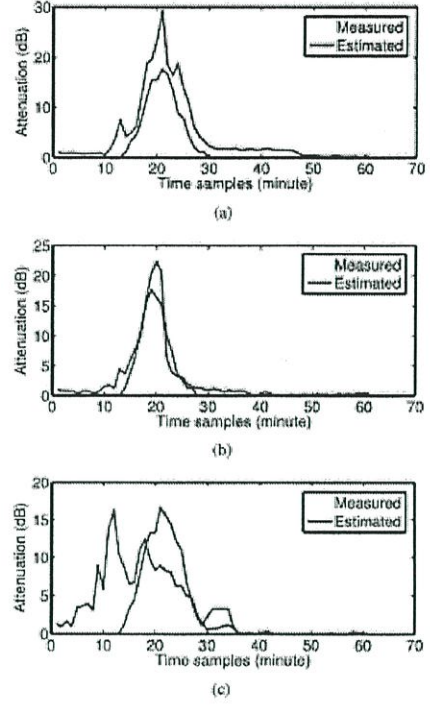 30
20
10
0
Attenuation (dB)
Measured
Estimated
0 10 20 30 40 50 60 70
Time samples (minute)
(a)
25
20
15
10
5
0
Attenuation (dB)
Measured
Estimated
0 10 20 30 40 50 60 70
Time samples (minute)
(b)
20
15
10
5
0
Attenuation (dB)
Measured
Estimated
0 10 20 30 40 50 60 70
Time samples (minute)
(c)